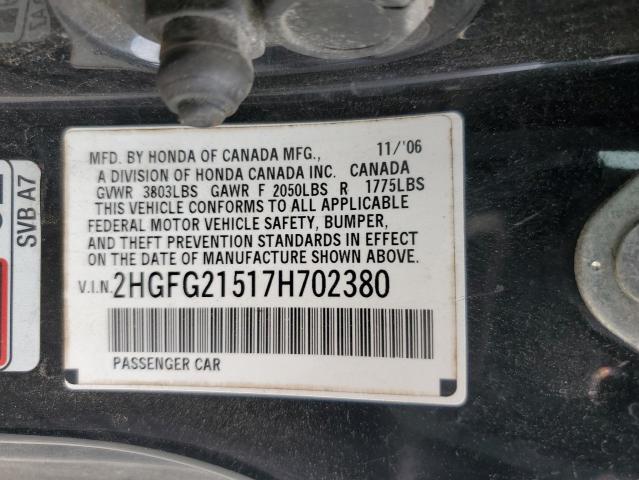 MFD. BY HONDA OF CANADA MFG., 11/'06
A DIVISION OF HONDA CANADA INC. CANADA
GVWR 3803LBS GAWR F 2050LBS R 1775LBS
THIS VEHICLE CONFORMS TO ALL APPLICABLE
FEDERAL MOTOR VEHICLE SAFETY, BUMPER,
AND THEFT PREVENTION STANDARDS IN EFFECT
ON THE DATE OF MANUFACTURE SHOWN ABOVE.
V.I.N. 2HGFG21517H702380
PASSENGER CAR
SVB A7